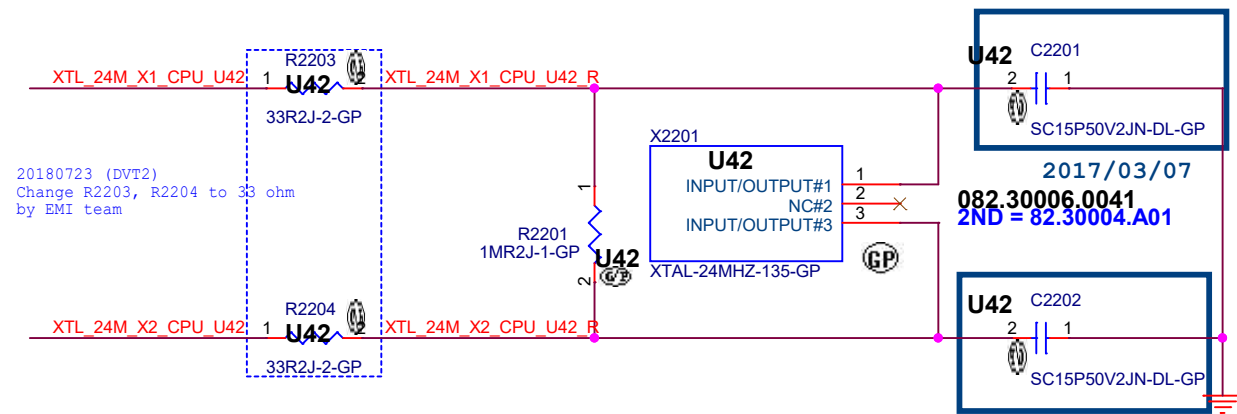 XTL_24M_X1_CPU_U42
1
R2203
U42
2
33R2J-2-GP
XTL_24M_X1_CPU_U42_R
U42
C2201
2
1
SC15P50V2JN-DL-GP
2017/03/07
20180723 (DVT2)
Change R2203, R2204 to 33 ohm
by EMI team
1
R2201
1MR2J-1-GP
U42
2
X2201
U42
INPUT/OUTPUT#1
1
NC#2
2
INPUT/OUTPUT#3
3
XTAL-24MHZ-135-GP
GP
082.30006.0041
2ND = 82.30004.A01
XTL_24M_X2_CPU_U42
1
R2204
U42
2
33R2J-2-GP
XTL_24M_X2_CPU_U42_R
U42
C2202
2
1
SC15P50V2JN-DL-GP